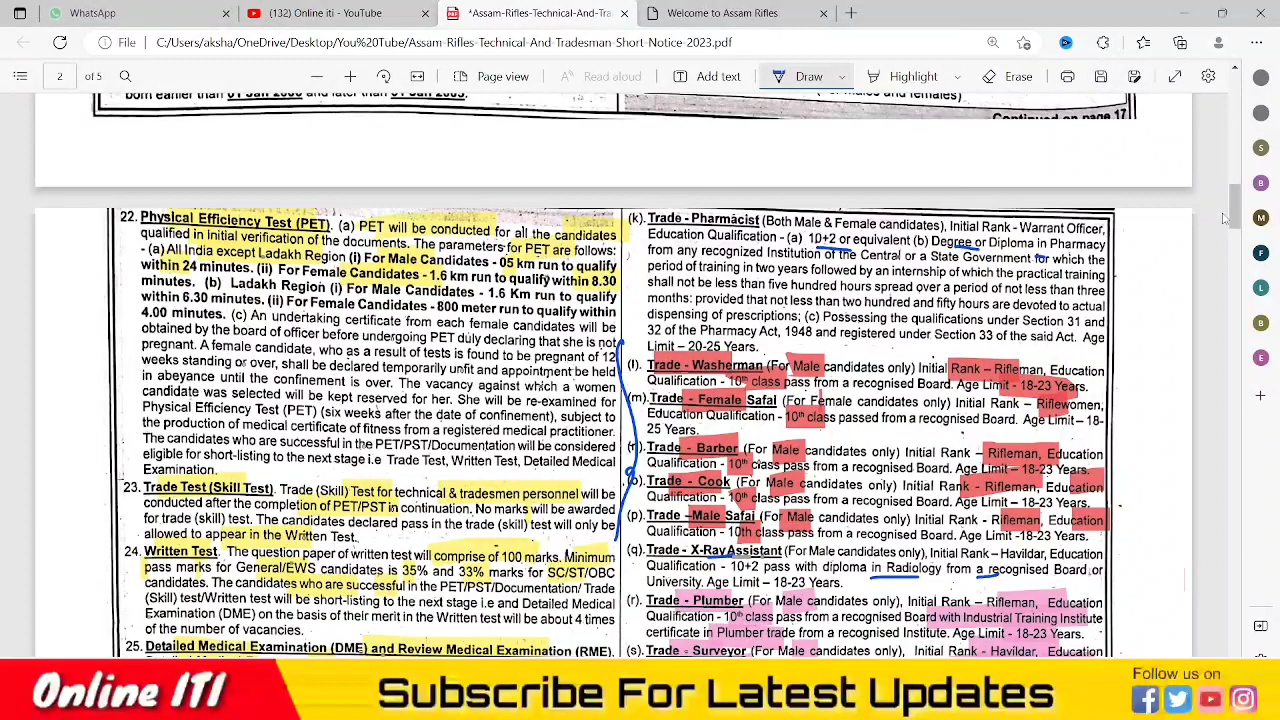 WhatsApp
(132) Online iti - YouTube
*Assam-Rifles-Technical-And-Tra
Welcome to Assam Rifles
File
C:/Users/aksha/OneDrive/Desktop/You%20Tube/Assam-Rifles-Technical-And-Tradesman-Short-Notice-2023.pdf
2 of 5
Page view
Read aloud
Add text
Draw
Highlight
Erase
Continued on page 17
22. Physical Efficiency Test (PET). (a) PET will be conducted for all the candidates
qualified in Initial verification of the documents. The parameters for PET are follows:
- (a) All India except Ladakh Region (i) For Male Candidates - 05 km run to qualify
within 24 minutes. (ii) For Female Candidates - 1.6 km run to qualify within 8.30
minutes. (b) Ladakh Region (i) For Male Candidates - 1.6 Km run to qualify
within 6.30 minutes. (ii) For Female Candidates - 800 meter run to qualify within
4.00 minutes. (c) An undertaking certificate from each female candidates will be
obtained by the board of officer before undergoing PET duly declaring that she is not
pregnant. A female candidate, who as a result of tests is found to be pregnant of 12
weeks standing or over, shall be declared temporarily unfit and appointment be held
in abeyance until the confinement is over. The vacancy against which a women
candidate was selected will be kept reserved for her. She will be re-examined for
Physical Efficiency Test (PET) (six weeks after the date of confinement), subject to
the production of medical certificate of fitness from a registered medical practitioner.
The candidates who are successful in the PET/PST/Documentation will be considered
eligible for short-listing to the next stage i.e Trade Test, Written Test, Detailed Medical
Examination.
23. Trade Test (Skill Test). Trade (Skill) Test for technical & tradesmen personnel will be
conducted after the completion of PET/PST in continuation. No marks will be awarded
for trade (skill) test. The candidates declared pass in the trade (skill) test will only be
allowed to appear in the Written Test.
24. Written Test. The question paper of written test will comprise of 100 marks. Minimum
pass marks for General/EWS candidates is 35% and 33% marks for SC/ST/OBC
candidates. The candidates who are successful in the PET/PST/Documentation/ Trade
(Skill) test/Written test will be short-listing to the next stage i.e and Detailed Medical
Examination (DME) on the basis of their merit in the Written test will be about 4 times
of the number of vacancies.
25. Detailed Medical Examination (DME) and Review Medical Examination (RME).
(k). Trade - Pharmacist (Both Male & Female candidates), Initial Rank - Warrant Officer,
Education Qualification - (a) 10+2 or equivalent (b) Degree or Diploma in Pharmacy
from any recognized Institution of the Central or a State Government for which the
period of training in two years followed by an internship of which the practical training
shall not be less than five hundred hours spread over a period of not less than three
months: provided that not less than two hundred and fifty hours are devoted to actual
dispensing of prescriptions; (c) Possessing the qualifications under Section 31 and
32 of the Pharmacy Act, 1948 and registered under Section 33 of the said Act. Age
Limit – 20-25 Years.
(l). Trade - Washerman (For Male candidates only) Initial Rank – Rifleman, Education
Qualification - 10th class pass from a recognised Board. Age Limit - 18-23 Years.
(m). Trade - Female Safai (For Female candidates only) Initial Rank – Riflewomen,
Education Qualification - 10th class passed from a recognised Board. Age Limit - 18-
25 Years.
Trade - Barber (For Male candidates only), Initial Rank – Rifleman, Education
Qualification - 10th class pass from a recognised Board. Age Limit – 18-23 Years.
Trade - Cook (For Male candidates only) Initial Rank - Rifleman, Education
Qualification - 10th class pass from a recognised Board. Age Limit – 18-23 Years.
(p). Trade –Male Safai (For Male candidates only) Initial Rank - Rifleman, Education
Qualification - 10th class pass from a recognised Board. Age Limit -18-23 Years.
(q). Trade - X-Ray Assistant (For Male candidates only), Initial Rank – Havildar, Education
Qualification - 10+2 pass with diploma in Radiology from a recognised Board or
University. Age Limit – 18-23 Years.
(r). Trade - Plumber (For Male candidates only), Initial Rank – Rifleman, Education
Qualification - 10th class pass from a recognised Board with Industrial Training Institute
certificate in Plumber trade from a recognised Institute. Age Limit - 18-23 Years.
(s). Trade - Surveyor (For Male candidates only), Initial Rank - Havildar, Education
S
B
M
F
L
B
E
Online ITI
Subscribe For Latest Updates
Follow us on